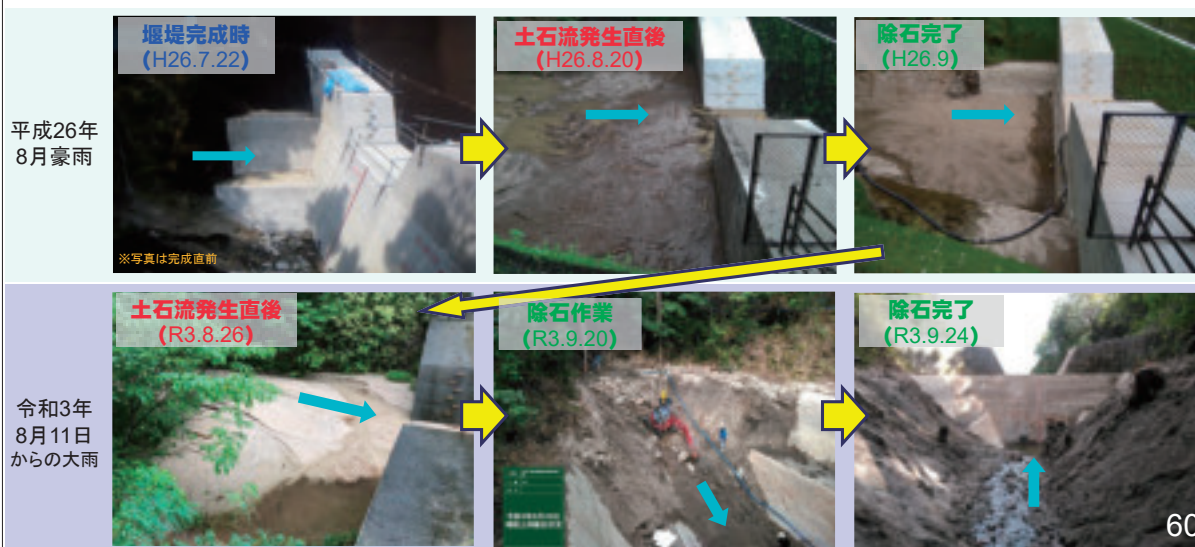 平成26年
8月豪雨
堰堤完成時
(H26.7.22)
※写真は完成直前
土石流発生直後
(H26.8.20)
除石完了
(H26.9)
令和3年
8月11日
からの大雨
土石流発生直後
(R3.8.26)
除石作業
(R3.9.20)
除石完了
(R3.9.24)
60